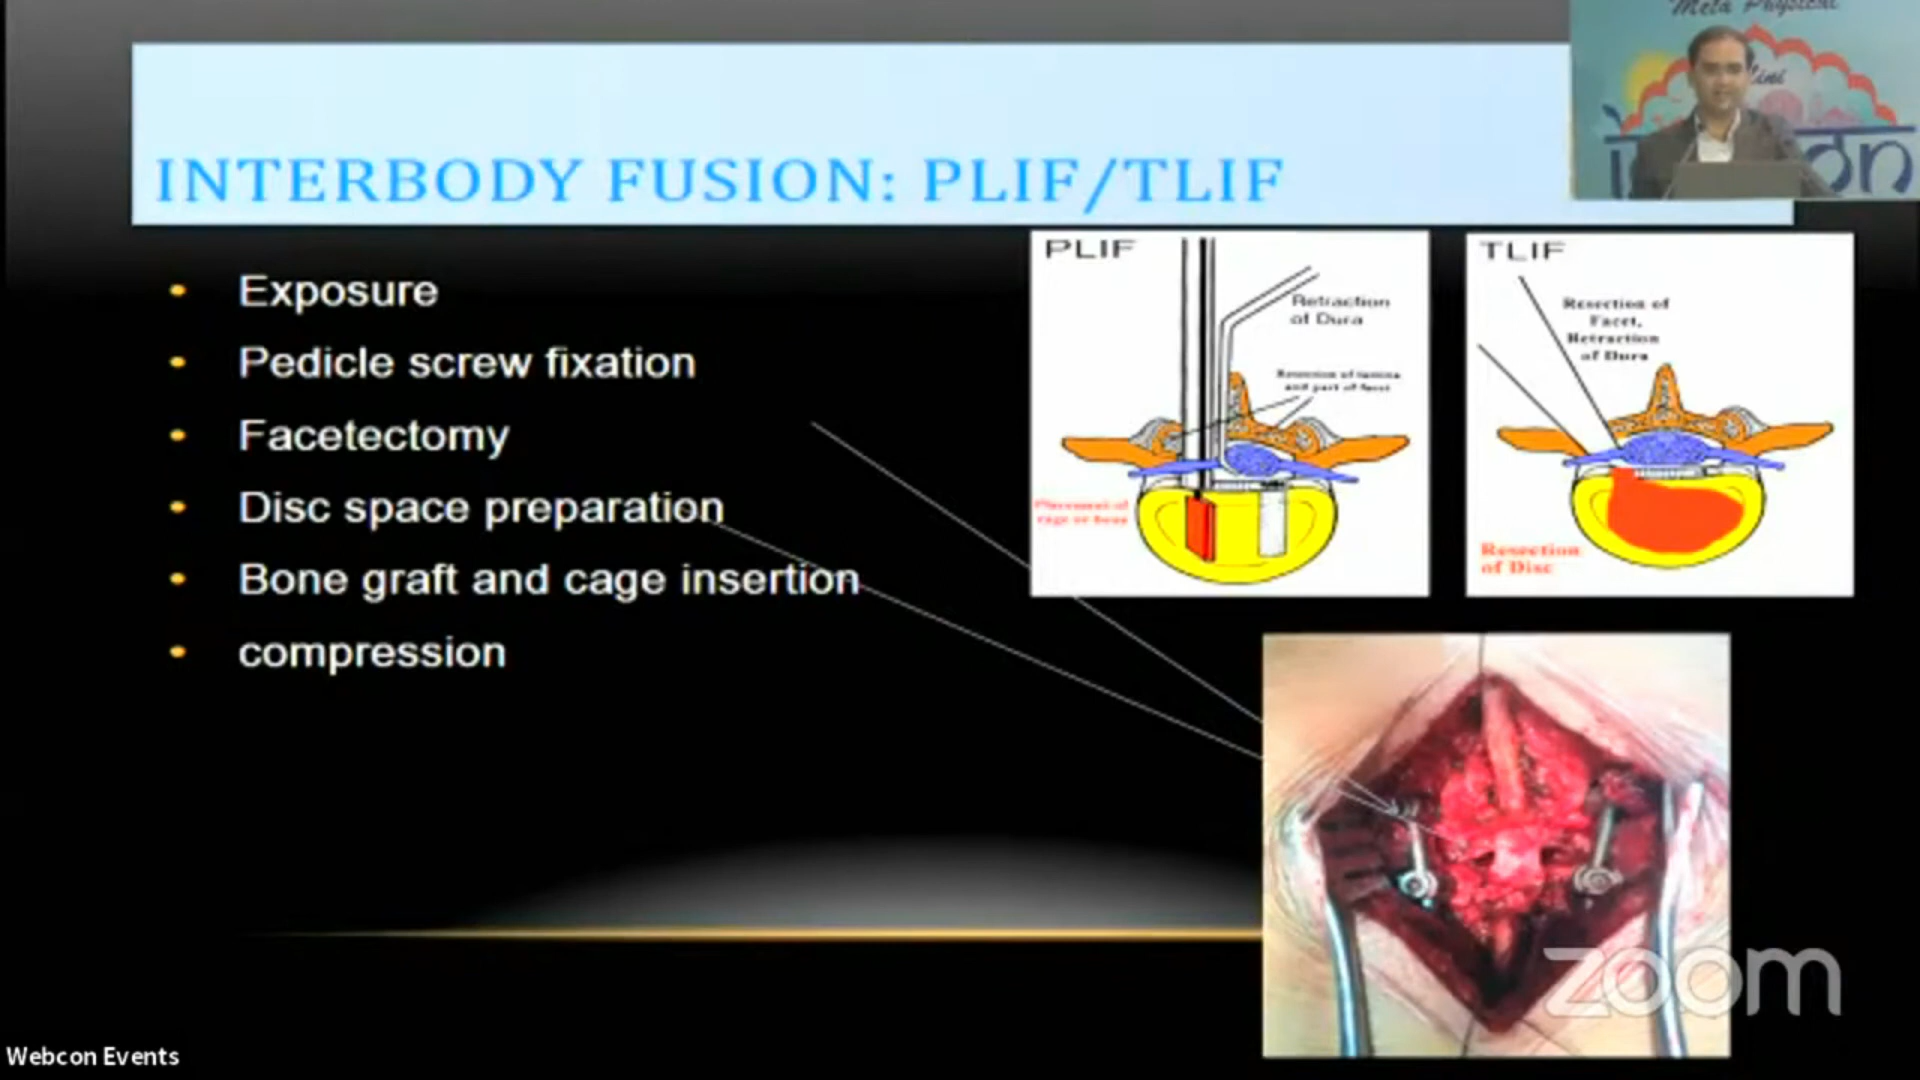 Meta Physical
INTERBODY FUSION: PLIF/TLIF
• Exposure
• Pedicle screw fixation
• Facetectomy
• Disc space preparation
• Bone graft and cage insertion
• compression
PLIF
Retraction
of Dura
Resection of lamina
and part of facet
Placement of
cage or bone
TLIF
Resection of
Facet,
Retraction
of Dura
Resection
of Disc
zoom
Webcon Events